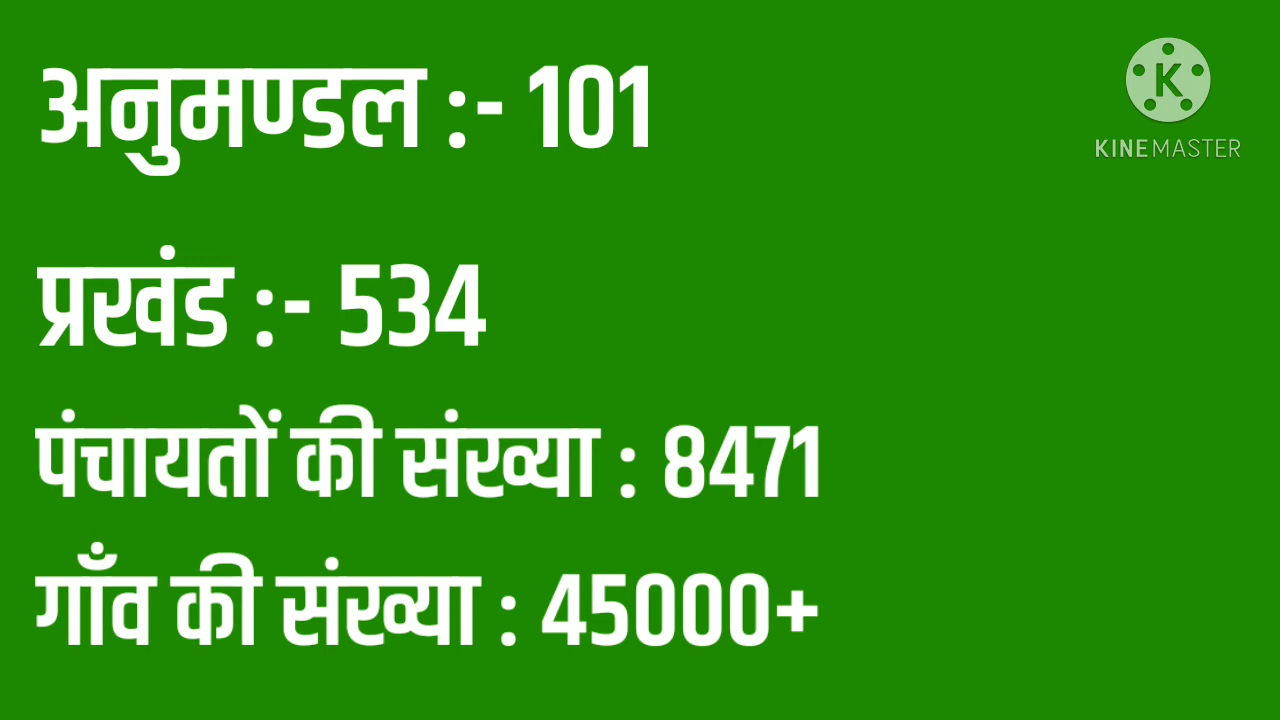 अनुमण्डल :- 101
K
KINEMASTER
प्रखंड :- 534
पंचायतों की संख्या : 8471
गाँव की संख्या : 45000+